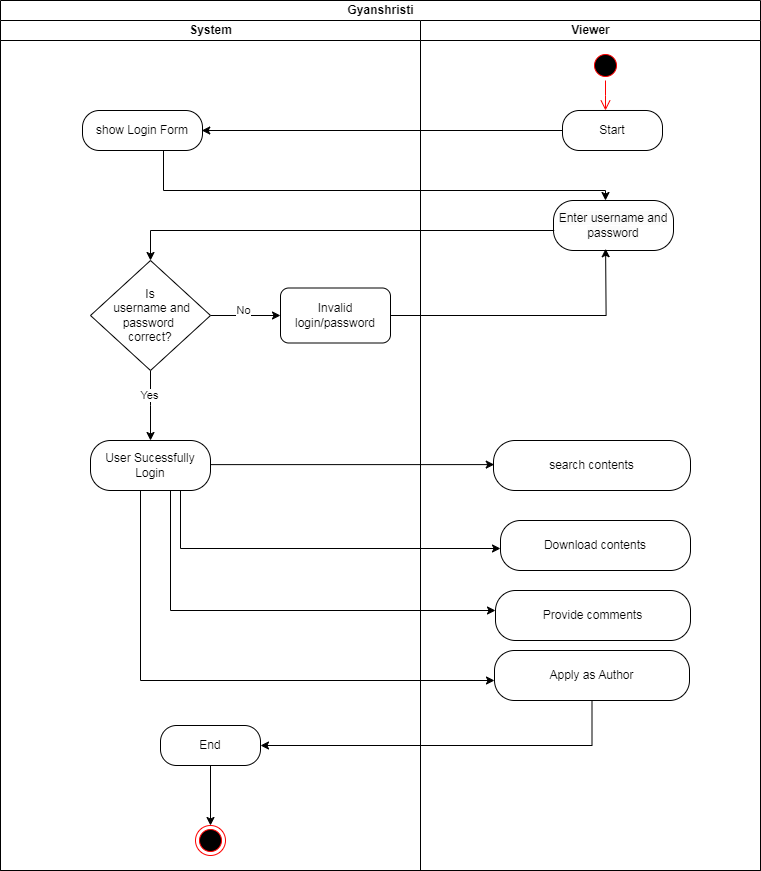 Gyanshristi
System
Viewer
show Login Form
Start
Enter username and
password
Is
username and
password
correct?
No
Invalid
login/password
Yes
User Sucessfully
Login
search contents
Download contents
Provide comments
Apply as Author
End